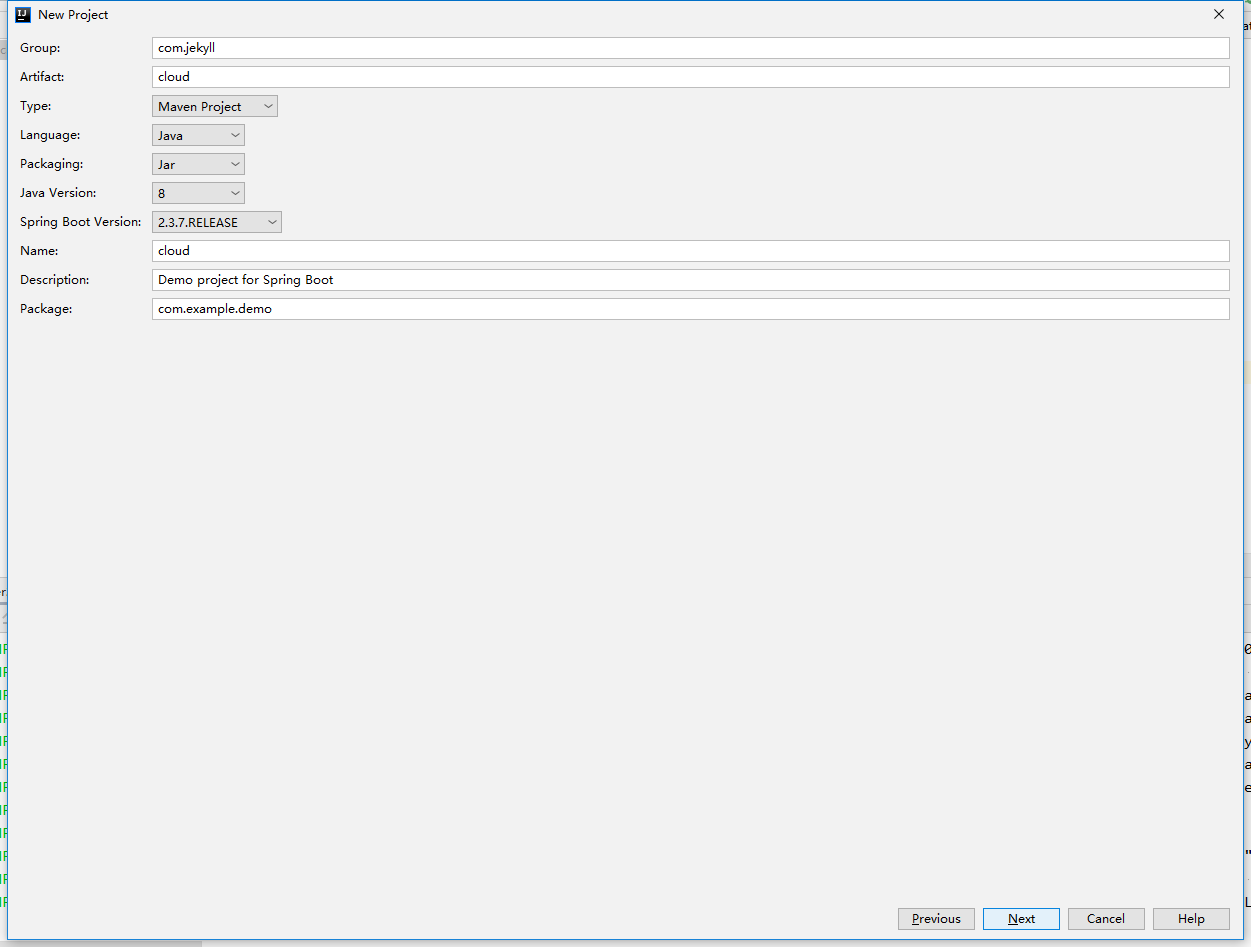 New Project
Group: com.jekyll
Artifact: cloud
Type: Maven Project
Language: Java
Packaging: Jar
Java Version: 8
Spring Boot Version: 2.3.7.RELEASE
Name: cloud
Description: Demo project for Spring Boot
Package: com.example.demo
Previous Next Cancel Help